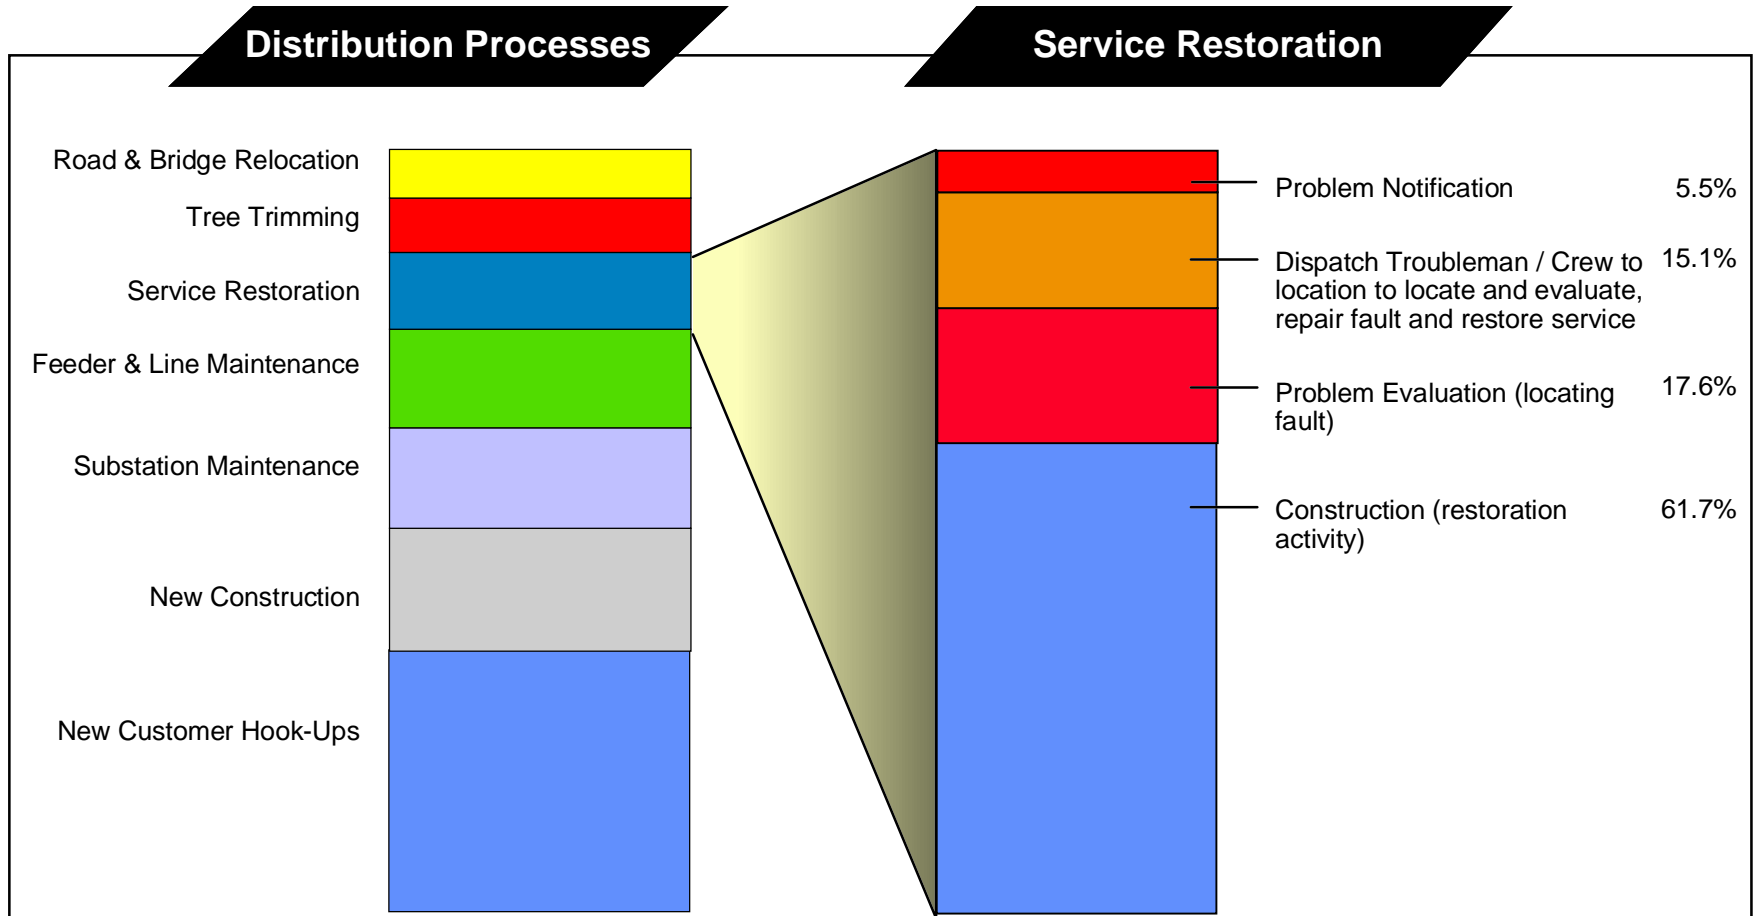 Distribution Processes
Service Restoration
Road & Bridge Relocation
Tree Trimming
Service Restoration
Feeder & Line Maintenance
Substation Maintenance
New Construction
New Customer Hook-Ups
Problem Notification 5.5%
Dispatch Troubleman / Crew to 15.1%
location to locate and evaluate,
repair fault and restore service
Problem Evaluation (locating 17.6%
fault)
Construction (restoration 61.7%
activity)